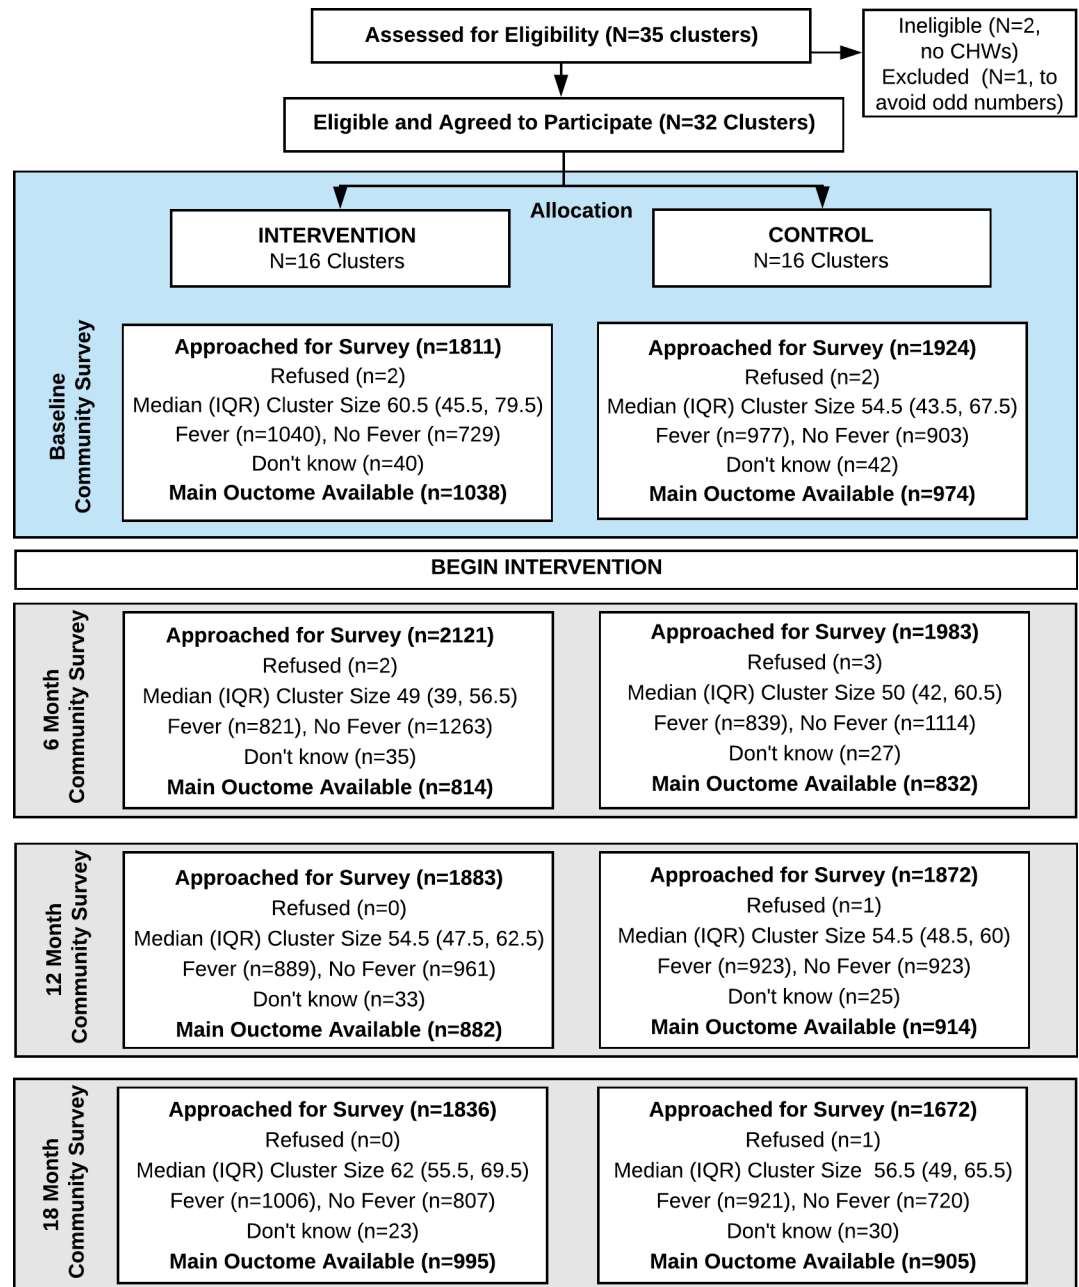 Assessed for Eligibility (N=35 clusters)
Ineligible (N=2,
no CHWs)
Excluded  (N=1, to
avoid odd numbers)
Eligible and Agreed to Participate (N=32 Clusters)
Allocation
INTERVENTION
N=16 Clusters
CONTROL
N=16 Clusters
Baseline
Community Survey
Approached for Survey (n=1811)
Refused (n=2)
Median (IQR) Cluster Size 60.5 (45.5, 79.5)
Fever (n=1040), No Fever (n=729)
Don't know (n=40)
Main Ouctome Available (n=1038)
Approached for Survey (n=1924)
Refused (n=2)
Median (IQR) Cluster Size 54.5 (43.5, 67.5)
Fever (n=977), No Fever (n=903)
Don't know (n=42)
Main Ouctome Available (n=974)
BEGIN INTERVENTION
6 Month
Community Survey
Approached for Survey (n=2121)
Refused (n=2)
Median (IQR) Cluster Size 49 (39, 56.5)
Fever (n=821), No Fever (n=1263)
Don't know (n=35)
Main Ouctome Available (n=814)
Approached for Survey (n=1983)
Refused (n=3)
Median (IQR) Cluster Size 50 (42, 60.5)
Fever (n=839), No Fever (n=1114)
Don't know (n=27)
Main Ouctome Available (n=832)
12 Month
Community Survey
Approached for Survey (n=1883)
Refused (n=0)
Median (IQR) Cluster Size 54.5 (47.5, 62.5)
Fever (n=889), No Fever (n=961)
Don't know (n=33)
Main Ouctome Available (n=882)
Approached for Survey (n=1872)
Refused (n=1)
Median (IQR) Cluster Size 54.5 (48.5, 60)
Fever (n=923), No Fever (n=923)
Don't know (n=25)
Main Ouctome Available (n=914)
18 Month
Community Survey
Approached for Survey (n=1836)
Refused (n=0)
Median (IQR) Cluster Size 62 (55.5, 69.5)
Fever (n=1006), No Fever (n=807)
Don't know (n=23)
Main Ouctome Available (n=995)
Approached for Survey (n=1672)
Refused (n=1)
Median (IQR) Cluster Size  56.5 (49, 65.5)
Fever (n=921), No Fever (n=720)
Don't know (n=30)
Main Ouctome Available (n=905)